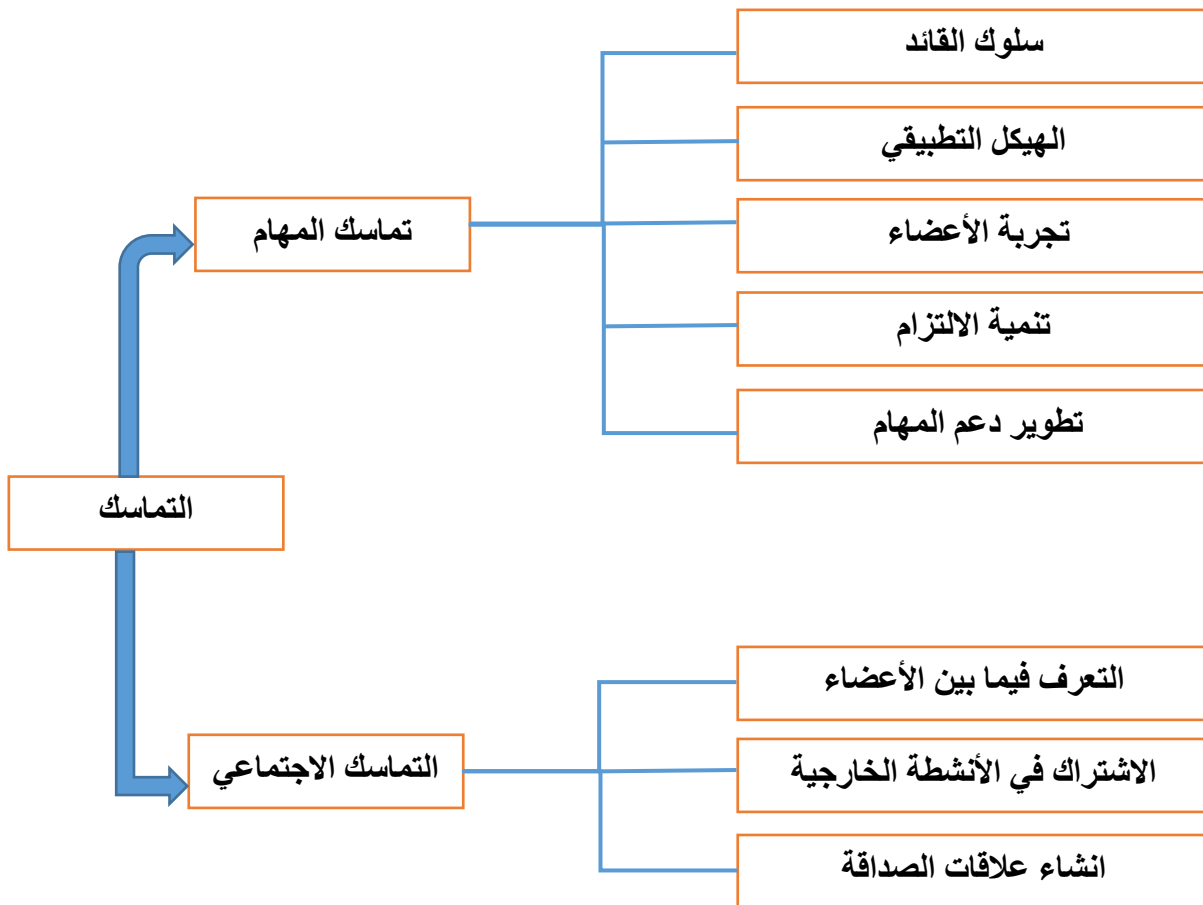 سلوك القائد
الهيكل التطبيقي
تماسك المهام
تجربة الأعضاء
تنمية الالتزام
تطوير دعم المهام
التماسك
التعرف فيما بين الأعضاء
التماسك الاجتماعي
الاشتراك في الأنشطة الخارجية
انشاء علاقات الصداقة